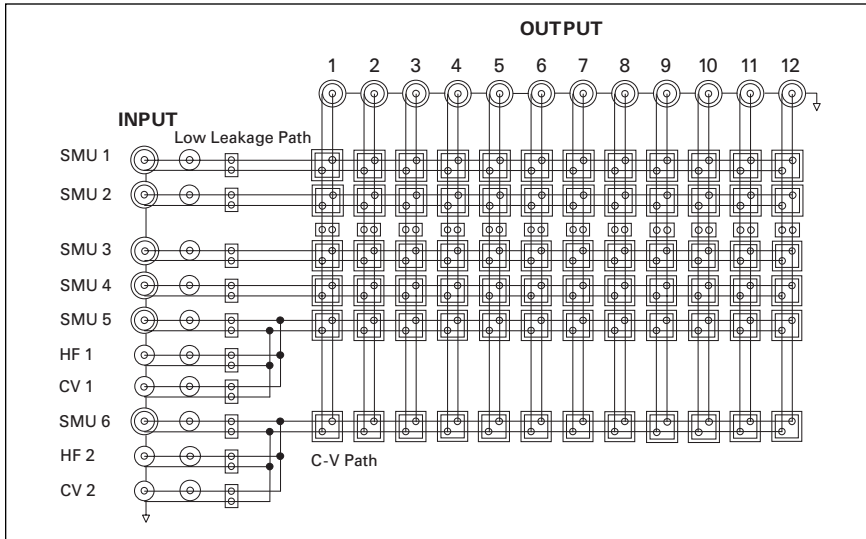 OUTPUT
1 2 3 4 5 6 7 8 9 10 11 12
INPUT
Low Leakage Path
SMU 1
SMU 2
SMU 3
SMU 4
SMU 5
HF 1
CV 1
SMU 6
HF 2
C-V Path
CV 2